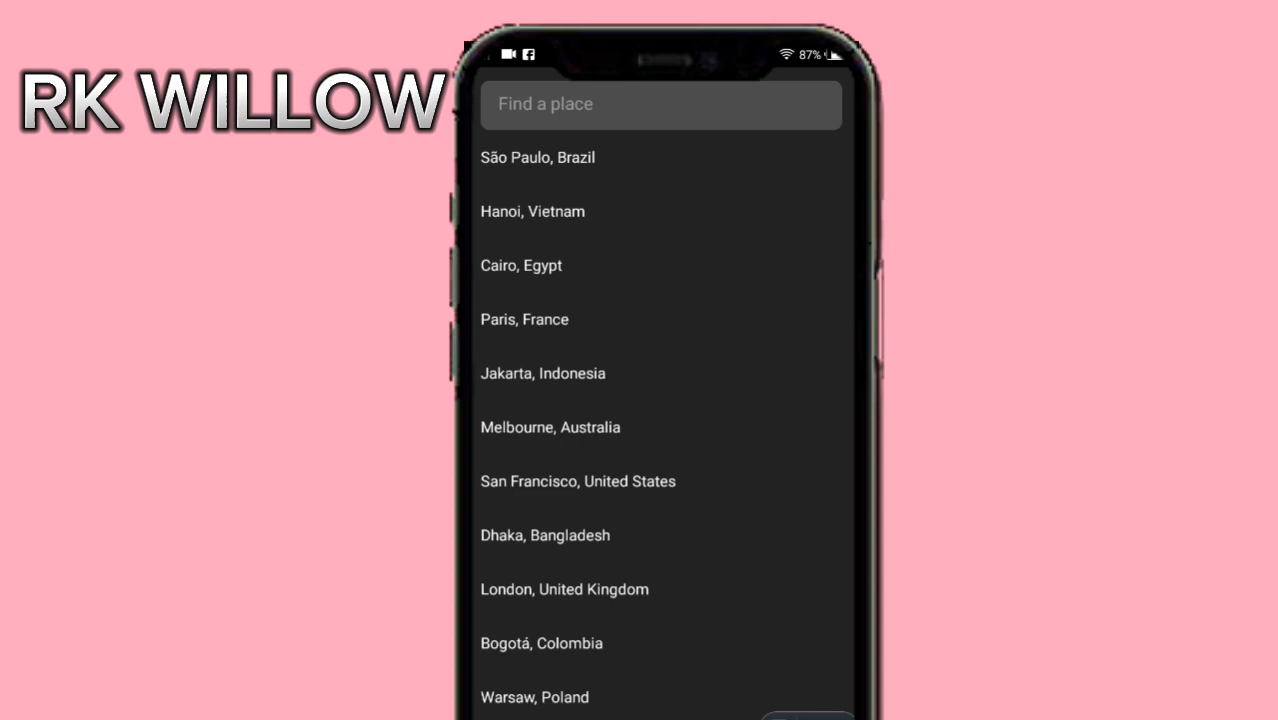 RK WILLOW
87%
Find a place
São Paulo, Brazil
Hanoi, Vietnam
Cairo, Egypt
Paris, France
Jakarta, Indonesia
Melbourne, Australia
San Francisco, United States
Dhaka, Bangladesh
London, United Kingdom
Bogotá, Colombia
Warsaw, Poland